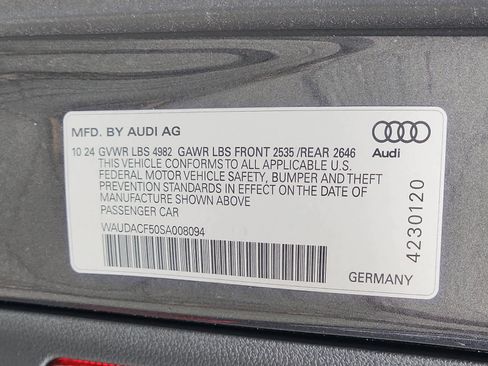 MFD. BY AUDI AG
10 24 GVWR LBS 4982 GAWR LBS FRONT 2535 /REAR 2646
THIS VEHICLE CONFORMS TO ALL APPLICABLE U.S.
FEDERAL MOTOR VEHICLE SAFETY, BUMPER AND THEFT
PREVENTION STANDARDS IN EFFECT ON THE DATE OF
MANUFACTURE SHOWN ABOVE
PASSENGER CAR
WAUDACF50SA008094
Audi
4230120
GERMANY